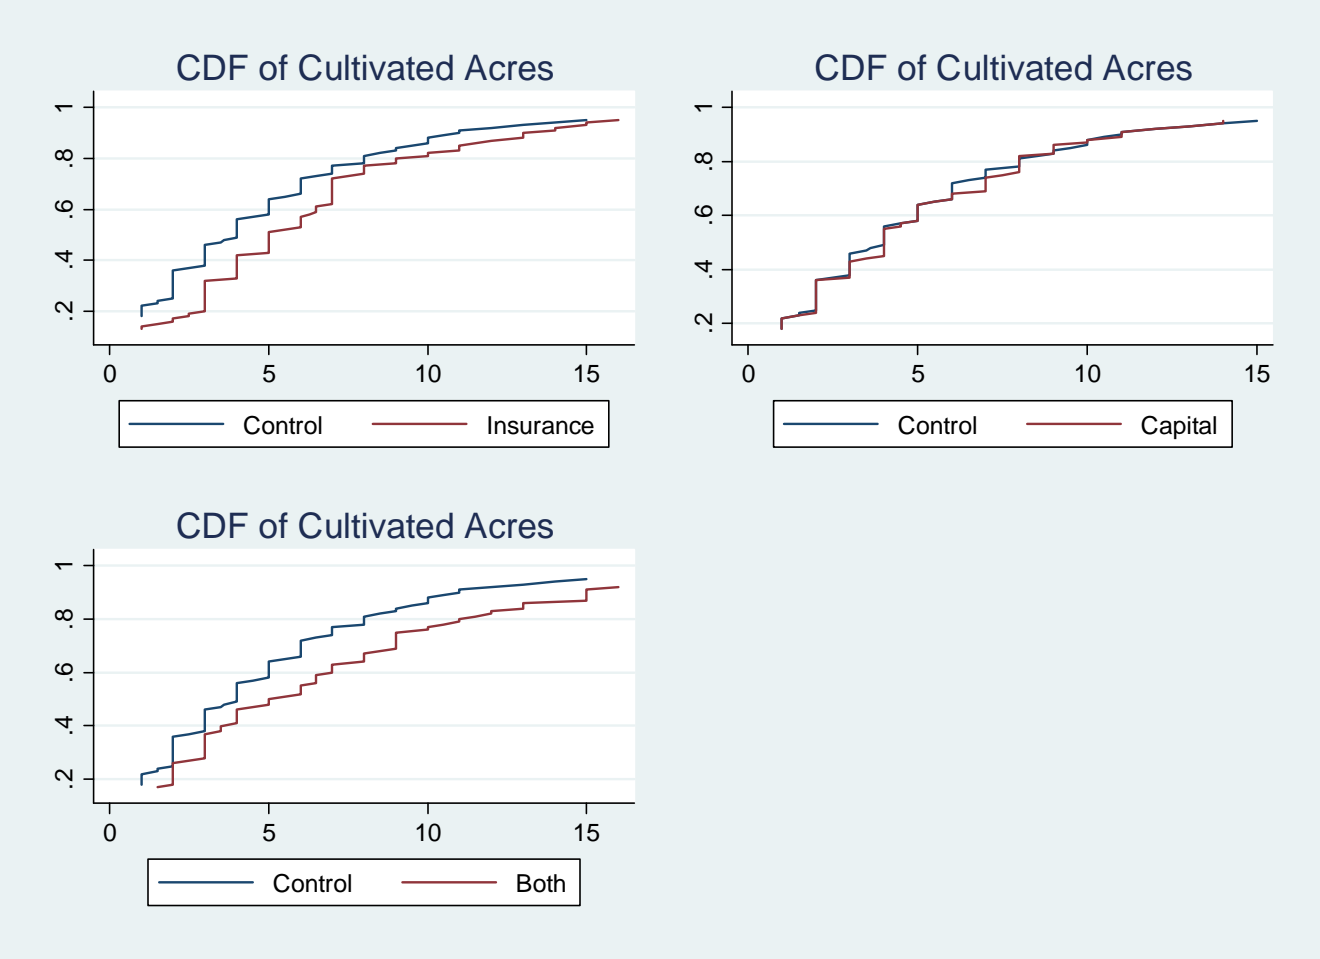 CDF of Cultivated Acres
1
.8
.6
.4
.2
0 5 10 15
Control Insurance
CDF of Cultivated Acres
1
.8
.6
.4
.2
0 5 10 15
Control Capital
CDF of Cultivated Acres
1
.8
.6
.4
.2
0 5 10 15
Control Both